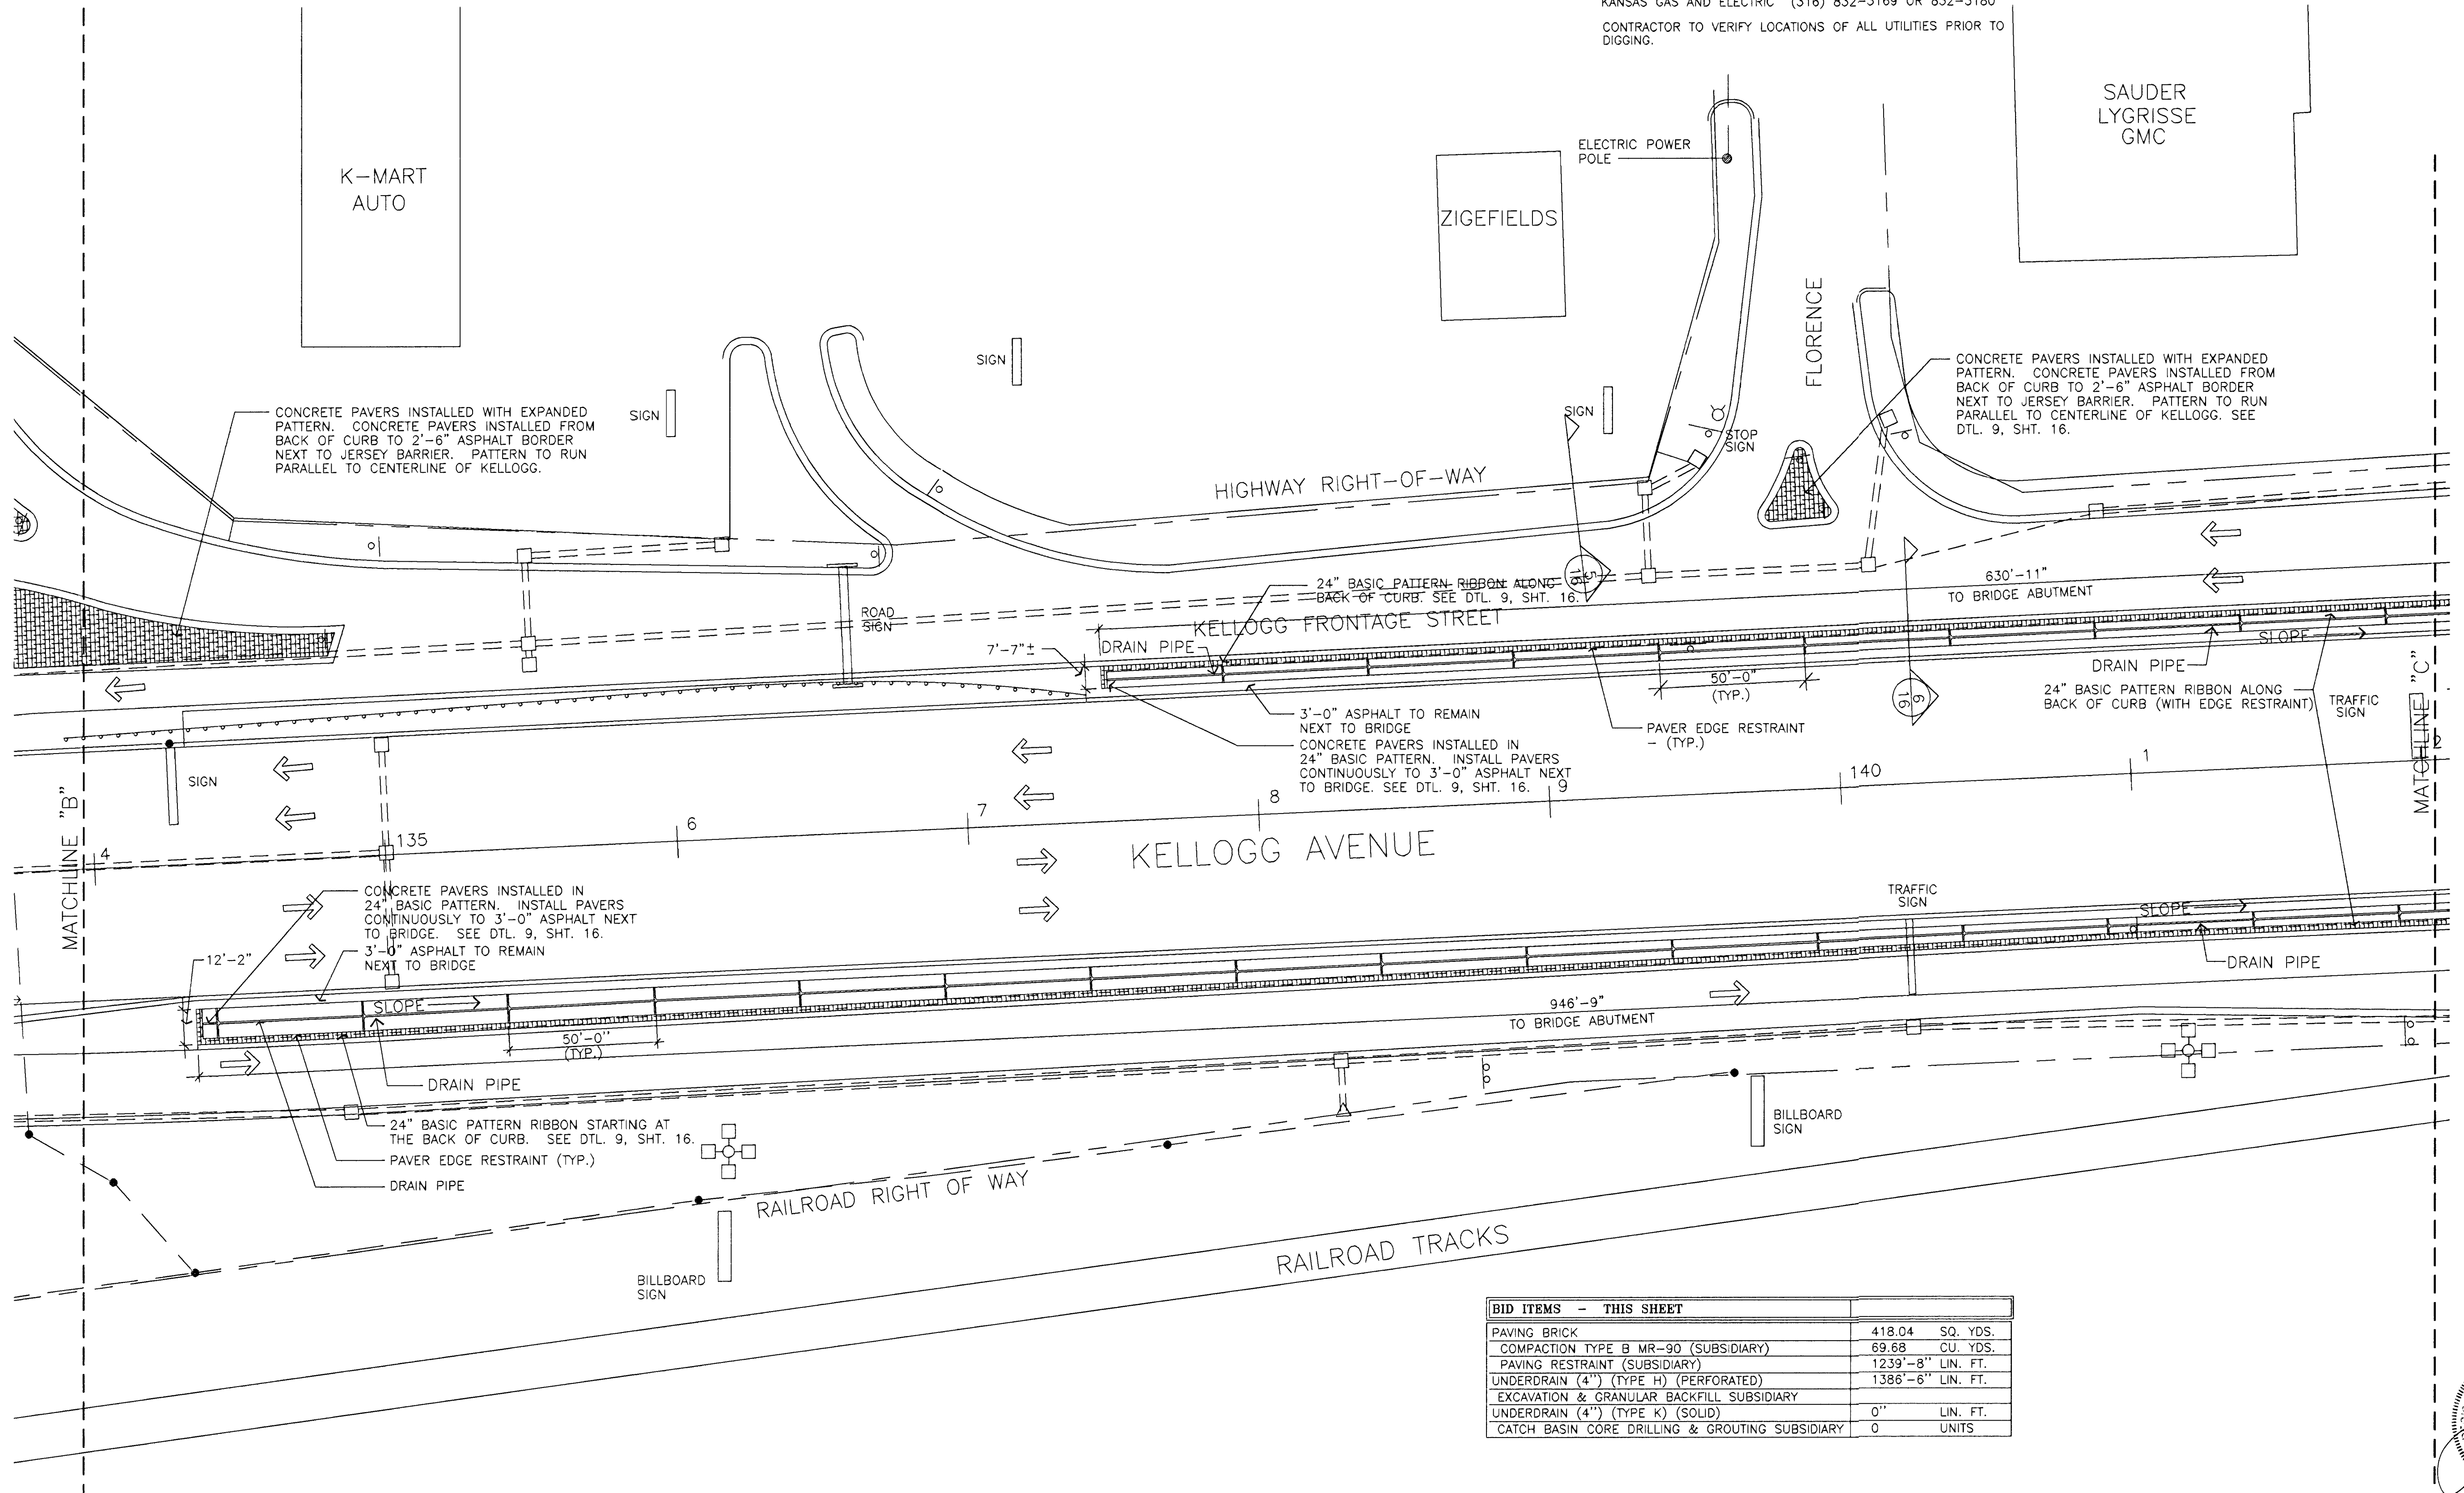 KANSAS GAS AND ELECTRIC (316) 832-3169 OR 832-3180
CONTRACTOR TO VERIFY LOCATIONS OF ALL UTILITIES PRIOR TO
DIGGING.
K-MART
AUTO
ELECTRIC POWER
POLE
ZIGEFIELDS
SAUDER
LYGRISSE
GMC
FLORENCE
SIGN
SIGN
SIGN
STOP
SIGN
CONCRETE PAVERS INSTALLED WITH EXPANDED
PATTERN. CONCRETE PAVERS INSTALLED FROM
BACK OF CURB TO 2'-6" ASPHALT BORDER
NEXT TO JERSEY BARRIER. PATTERN TO RUN
PARALLEL TO CENTERLINE OF KELLOGG.
CONCRETE PAVERS INSTALLED WITH EXPANDED
PATTERN. CONCRETE PAVERS INSTALLED FROM
BACK OF CURB TO 2'-6" ASPHALT BORDER
NEXT TO JERSEY BARRIER. PATTERN TO RUN
PARALLEL TO CENTERLINE OF KELLOGG. SEE
DTL. 9, SHT. 16.
HIGHWAY RIGHT-OF-WAY
24" BASIC PATTERN RIBBON ALONG
BACK OF CURB. SEE DTL. 9, SHT. 16.
5
16
ROAD
SIGN
KELLOGG FRONTAGE STREET
630'-11"
TO BRIDGE ABUTMENT
7'-7"±
DRAIN PIPE
50'-0"
(TYP.)
SLOPE
DRAIN PIPE
6
16
24" BASIC PATTERN RIBBON ALONG
BACK OF CURB (WITH EDGE RESTRAINT)
TRAFFIC
SIGN
3'-0" ASPHALT TO REMAIN
NEXT TO BRIDGE
PAVER EDGE RESTRAINT
- (TYP.)
CONCRETE PAVERS INSTALLED IN
24" BASIC PATTERN. INSTALL PAVERS
CONTINUOUSLY TO 3'-0" ASPHALT NEXT
TO BRIDGE. SEE DTL. 9, SHT. 16.
SIGN
MATCHLINE "B"
MATCHLINE "C"
4
135
6
7
8
9
140
1
2
KELLOGG AVENUE
CONCRETE PAVERS INSTALLED IN
24" BASIC PATTERN. INSTALL PAVERS
CONTINUOUSLY TO 3'-0" ASPHALT NEXT
TO BRIDGE. SEE DTL. 9, SHT. 16.
3'-0" ASPHALT TO REMAIN
NEXT TO BRIDGE
12'-2"
TRAFFIC
SIGN
SLOPE
DRAIN PIPE
SLOPE
50'-0"
(TYP.)
946'-9"
TO BRIDGE ABUTMENT
DRAIN PIPE
24" BASIC PATTERN RIBBON STARTING AT
THE BACK OF CURB. SEE DTL. 9, SHT. 16.
PAVER EDGE RESTRAINT (TYP.)
DRAIN PIPE
BILLBOARD
SIGN
RAILROAD RIGHT OF WAY
BILLBOARD
SIGN
RAILROAD TRACKS
BID ITEMS - THIS SHEET
PAVING BRICK 418.04 SQ. YDS.
COMPACTION TYPE B MR-90 (SUBSIDIARY) 69.68 CU. YDS.
PAVING RESTRAINT (SUBSIDIARY) 1239'-8" LIN. FT.
UNDERDRAIN (4") (TYPE H) (PERFORATED) 1386'-6" LIN. FT.
EXCAVATION & GRANULAR BACKFILL SUBSIDIARY
UNDERDRAIN (4") (TYPE K) (SOLID) 0" LIN. FT.
CATCH BASIN CORE DRILLING & GROUTING SUBSIDIARY 0 UNITS